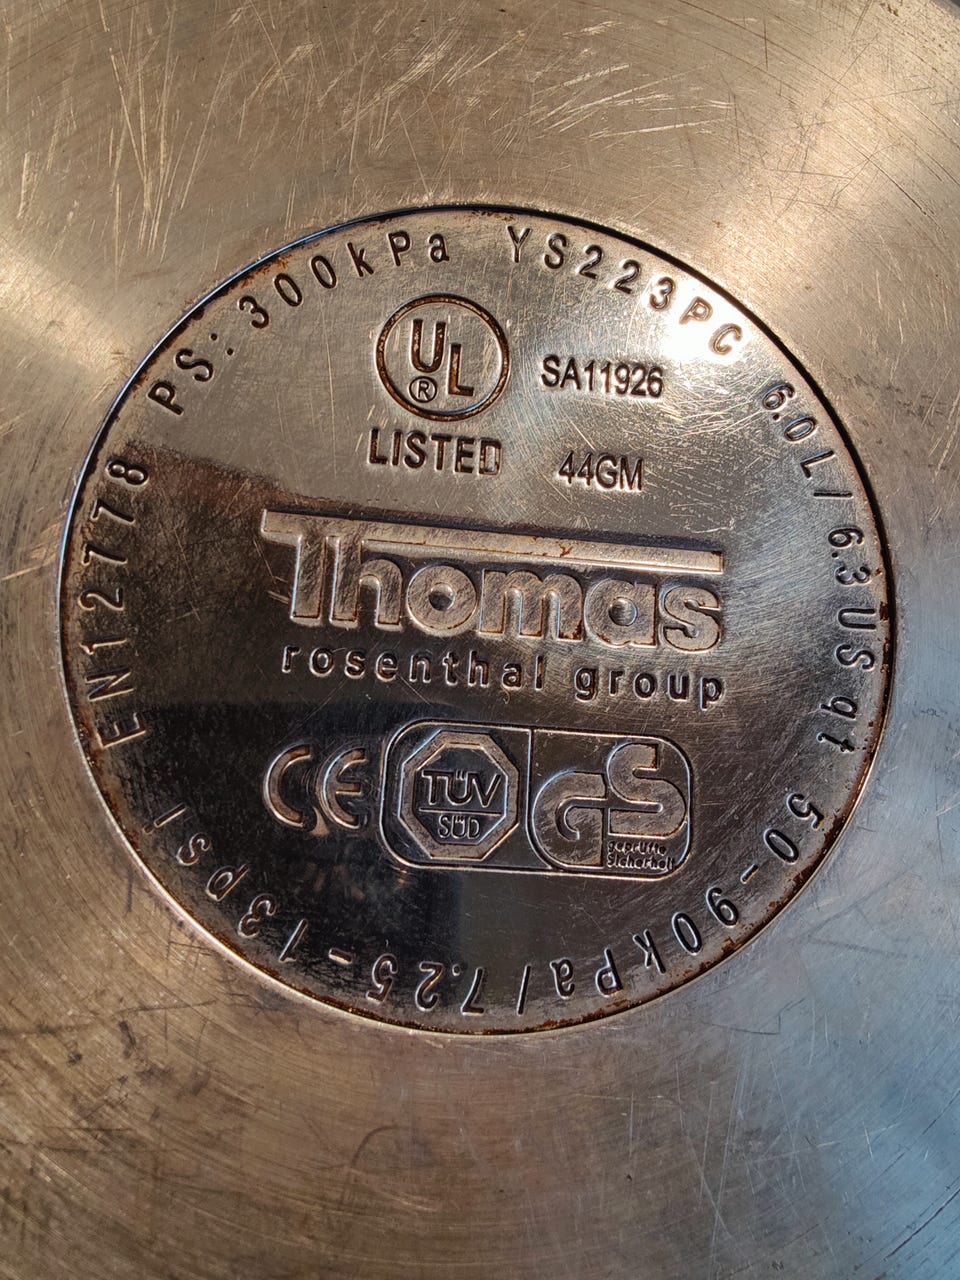 EN12778 PS: 300kPa YS223PC 6.0L/6.3US qt 50-90kPa/7.25-13psi
UL
®
LISTED
SA11926
44GM
Thomas
rosenthal group
CE
TÜV
SÜD
GS
geprüfte
Sicherheit